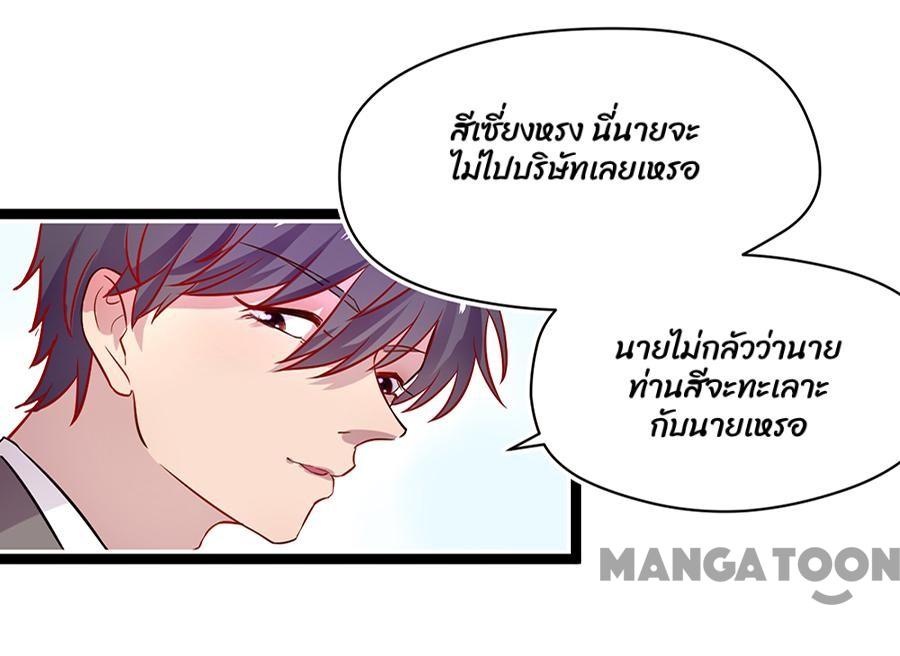 สีเซี่ยงหรง นี่นายจะ
ไม่ไปบริษัทเลยเหรอ
นายไม่กลัวว่านาย
ท่านสีจะทะเลาะ
กับนายเหรอ
MANGATOON